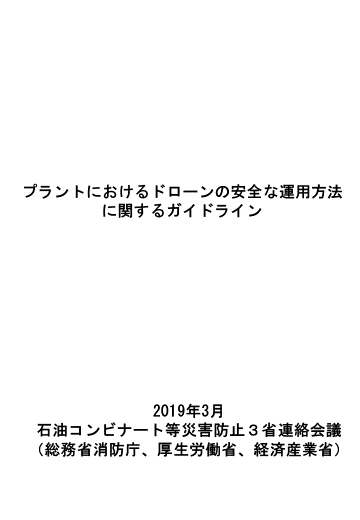 プラントにおけるドローンの安全な運用方法
に関するガイドライン
2019年3月
石油コンビナート等災害防止３省連絡会議
(総務省消防庁、厚生労働省、経済産業省)